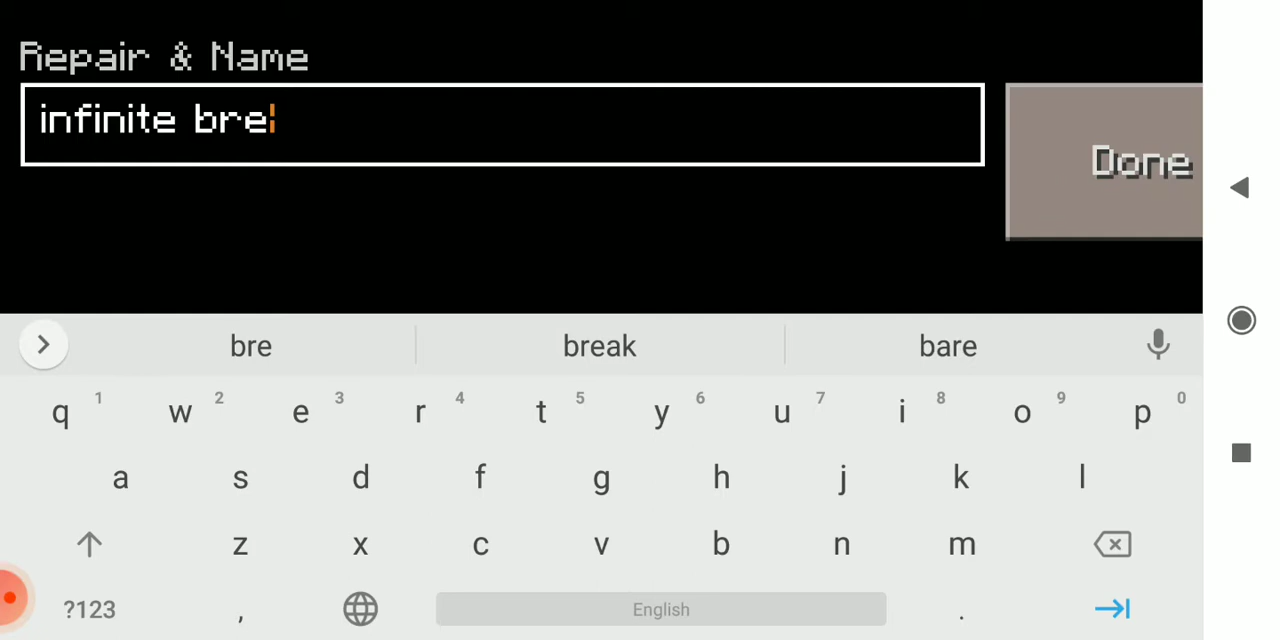 Repair & Name
infinite bre
Done
bre break bare
q 1 w 2 e 3 r 4 t 5 y 6 u 7 i 8 o 9 p 0
a s d f g h j k l
z x c v b n m
?123 , English .